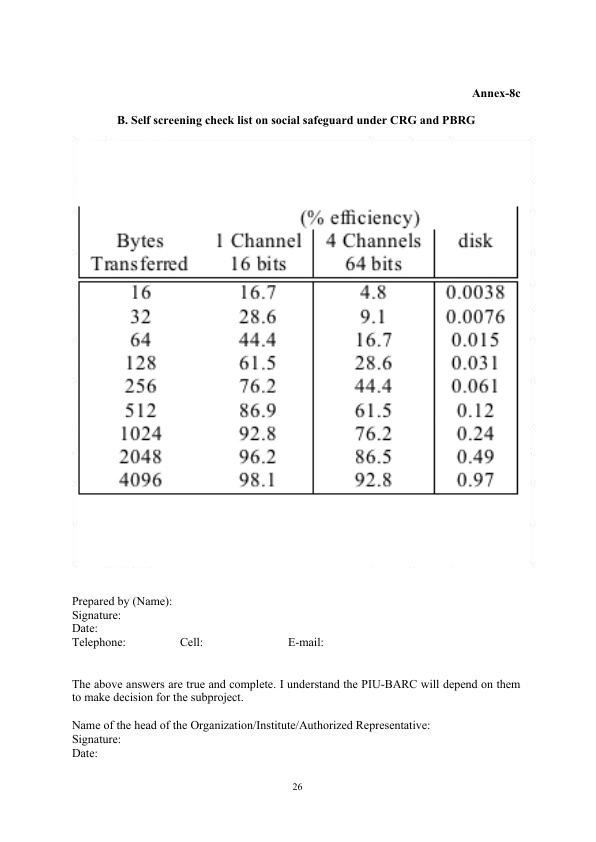 Annex-8c
B. Self screening check list on social safeguard under CRG and PBRG
(% efficiency)
Bytes 1 Channel 4 Channels disk
Transferred 16 bits 64 bits
16 16.7 4.8 0.0038
32 28.6 9.1 0.0076
64 44.4 16.7 0.015
128 61.5 28.6 0.031
256 76.2 44.4 0.061
512 86.9 61.5 0.12
1024 92.8 76.2 0.24
2048 96.2 86.5 0.49
4096 98.1 92.8 0.97
Prepared by (Name):
Signature:
Date:
Telephone: Cell: E-mail:
The above answers are true and complete. I understand the PIU-BARC will depend on them
to make decision for the subproject.
Name of the head of the Organization/Institute/Authorized Representative:
Signature:
Date:
26